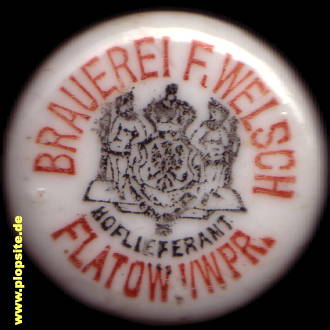 BRAUEREI F. WELSCH
HOFLIEFERANT
FLATOW I/WPR.
www.plopsite.de